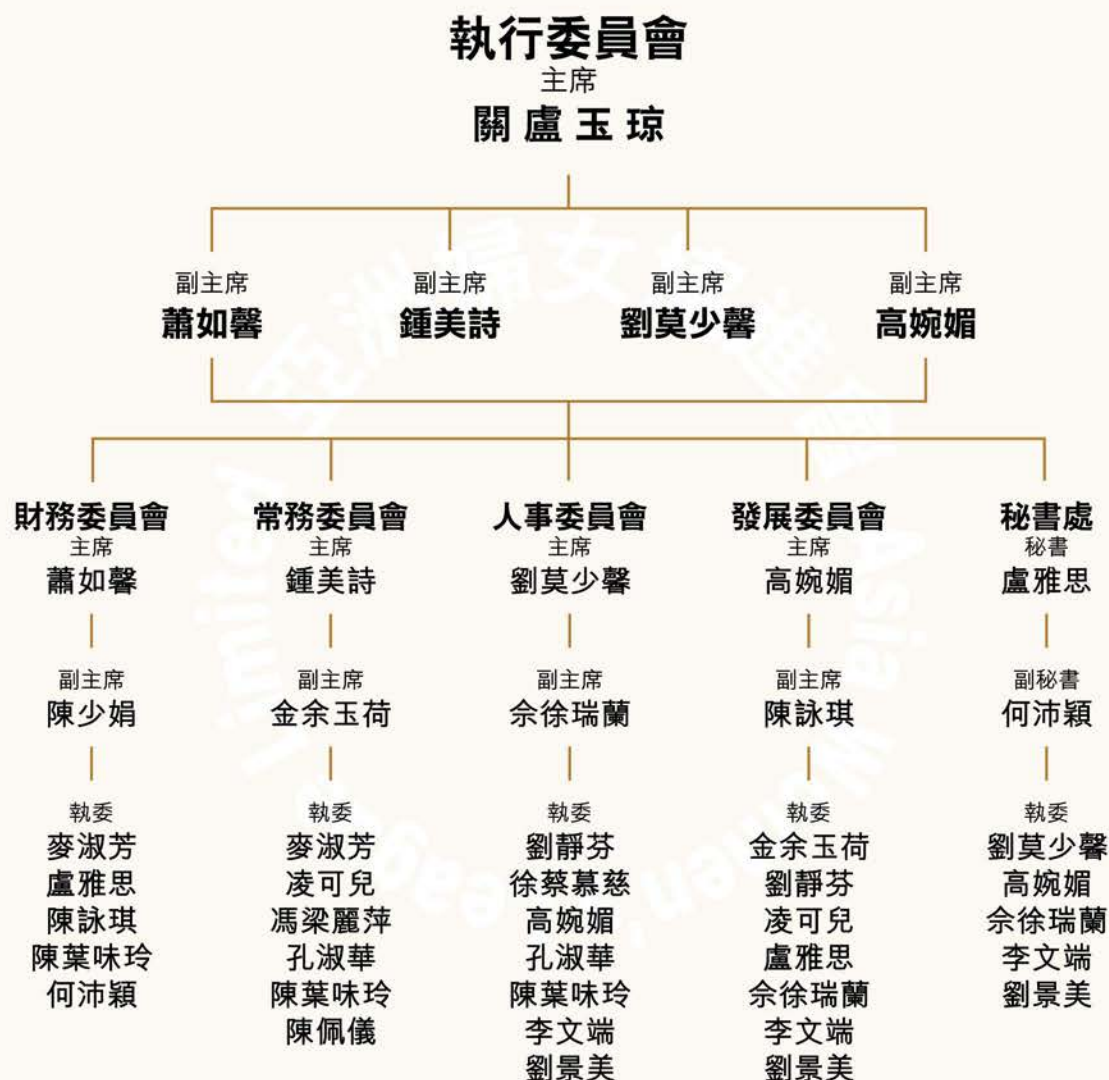 執行委員會
主席
關盧玉琼
副主席
蕭如馨
副主席
鍾美詩
副主席
劉莫少馨
副主席
高婉媚
財務委員會
主席
蕭如馨
副主席
陳少娟
執委
麥淑芳
盧雅思
陳詠琪
陳葉味玲
何沛穎
常務委員會
主席
鍾美詩
副主席
金余玉荷
執委
麥淑芳
凌可兒
馮梁麗萍
孔淑華
陳葉味玲
陳佩儀
人事委員會
主席
劉莫少馨
副主席
佘徐瑞蘭
執委
劉靜芬
徐蔡慕慈
高婉媚
孔淑華
陳葉味玲
李文端
劉景美
發展委員會
主席
高婉媚
副主席
陳詠琪
執委
金余玉荷
劉靜芬
凌可兒
盧雅思
佘徐瑞蘭
李文端
劉景美
秘書處
秘書
盧雅思
副秘書
何沛穎
執委
劉莫少馨
高婉媚
佘徐瑞蘭
李文端
劉景美